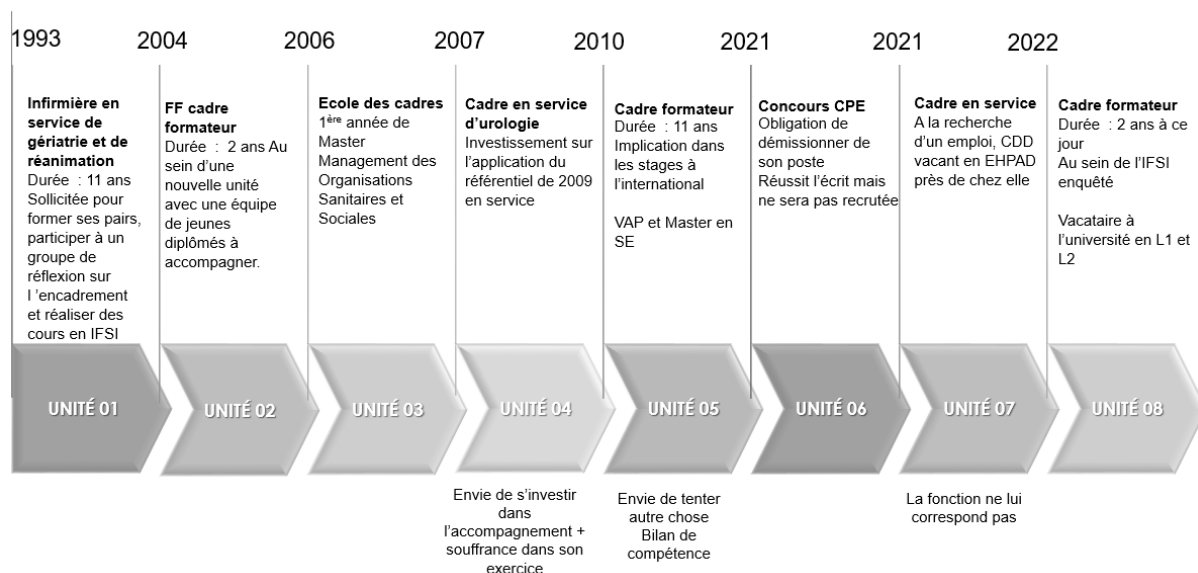 1993
2004
2006
2007
2010
2021
2021
2022
Infirmière en
service de
gériatrie et de
réanimation
Durée : 11 ans
Sollicitée pour
former ses pairs,
participer à un
groupe de
réflexion sur
l 'encadrement
et réaliser des
cours en IFSI
FF cadre
formateur
Durée : 2 ans Au
sein d'une
nouvelle unité
avec une équipe
de jeunes
diplômés à
accompagner.
Ecole des cadres
1ère année de
Master
Management des
Organisations
Sanitaires et
Sociales
Cadre en service
d'urologie
Investissement sur
l'application du
référentiel de 2009
en service
Cadre formateur
Durée : 11 ans
Implication dans
les stages à
l'international
VAP et Master en
SE
Concours CPE
Obligation de
démissionner de
son poste
Réussit l'écrit mais
ne sera pas recrutée
Cadre en service
A la recherche
d'un emploi, CDD
vacant en EHPAD
près de chez elle
Cadre formateur
Durée : 2 ans à ce
jour
Au sein de l'IFSI
enquêté
Vacataire à
l'université en L1 et
L2
UNITÉ 01
UNITÉ 02
UNITÉ 03
UNITÉ 04
UNITÉ 05
UNITÉ 06
UNITÉ 07
UNITÉ 08
Envie de s'investir
dans
l'accompagnement +
souffrance dans son
exercice
Envie de tenter
autre chose
Bilan de
compétence
La fonction ne lui
correspond pas